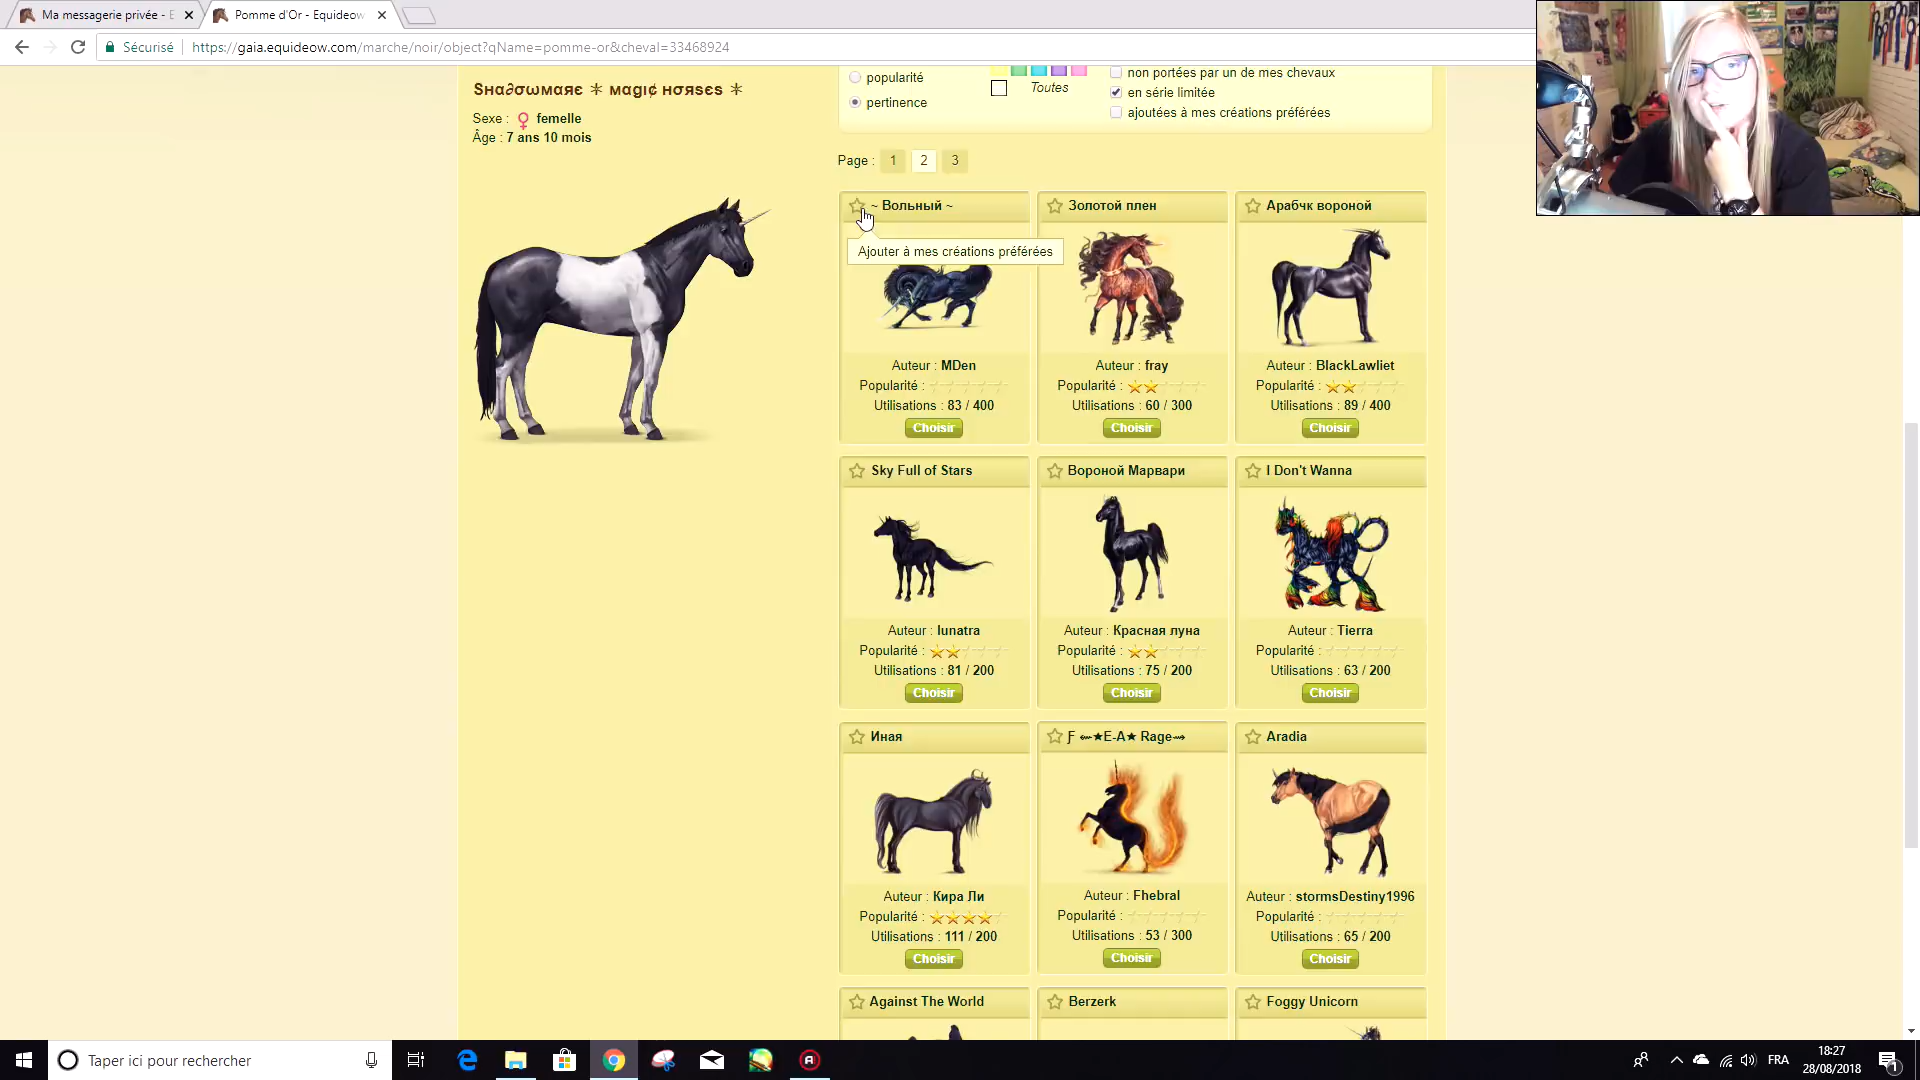 Ma messagerie privée - E
Pomme d'Or - Equideow
Sécurisé
https://gaia.equideow.com/marche/noir/object?qName=pomme-or&cheval=33468924
Sнα∂σωмαяє ✳ мαgι¢ нσяsєs ✳
Sexe : femelle
Âge : 7 ans 10 mois
popularité
pertinence
Toutes
non portées par un de mes chevaux
en série limitée
ajoutées à mes créations préférées
Page : 1 2 3
~ Вольный ~
Ajouter à mes créations préférées
Auteur : MDen
Popularité :
Utilisations : 83 / 400
Choisir
Золотой плен
Auteur : fray
Popularité :
Utilisations : 60 / 300
Choisir
Арабчк вороной
Auteur : BlackLawliet
Popularité :
Utilisations : 89 / 400
Choisir
Sky Full of Stars
Auteur : lunatra
Popularité :
Utilisations : 81 / 200
Choisir
Вороной Марвари
Auteur : Красная луна
Popularité :
Utilisations : 75 / 200
Choisir
I Don't Wanna
Auteur : Tierra
Popularité :
Utilisations : 63 / 200
Choisir
Иная
Auteur : Кира Ли
Popularité :
Utilisations : 111 / 200
Choisir
Ƒ ⬳★E-A★ Rage⇝
Auteur : Fhebral
Popularité :
Utilisations : 53 / 300
Choisir
Aradia
Auteur : stormsDestiny1996
Popularité :
Utilisations : 65 / 200
Choisir
Against The World
Berzerk
Foggy Unicorn
Taper ici pour rechercher
FRA
18:27
28/08/2018
1